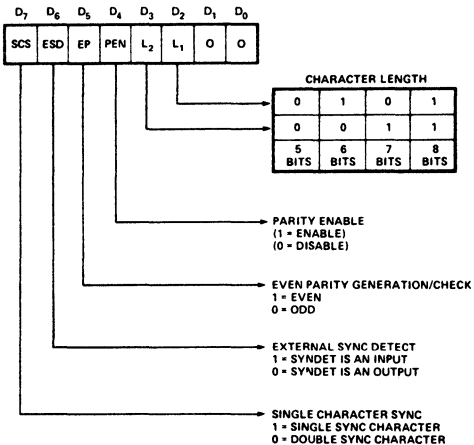 D7 D6 D5 D4 D3 D2 D1 D0
SCS ESD EP PEN L2 L1 0 0
CHARACTER LENGTH
0 1 0 1
0 0 1 1
5 6 7 8
BITS BITS BITS BITS
PARITY ENABLE
(1 = ENABLE)
(0 = DISABLE)
EVEN PARITY GENERATION/CHECK
1 = EVEN
0 = ODD
EXTERNAL SYNC DETECT
1 = SYNDET IS AN INPUT
0 = SYNDET IS AN OUTPUT
SINGLE CHARACTER SYNC
1 = SINGLE SYNC CHARACTER
0 = DOUBLE SYNC CHARACTER